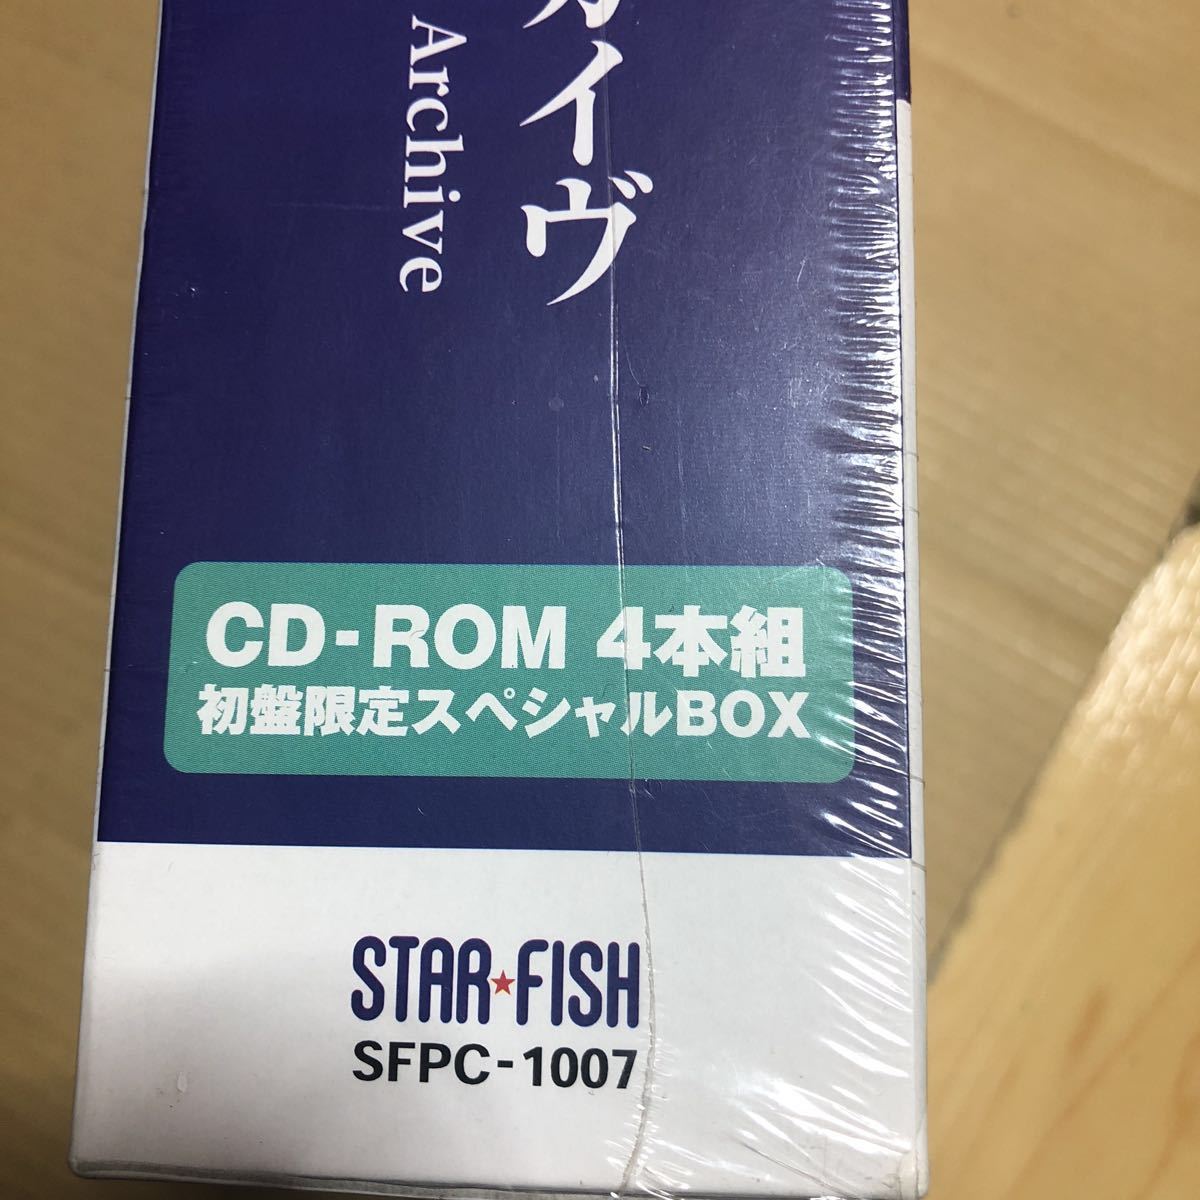 カイヴ
Archive
CD-ROM 4本組
初盤限定スペシャルBOX
STAR★FISH
SFPC-1007